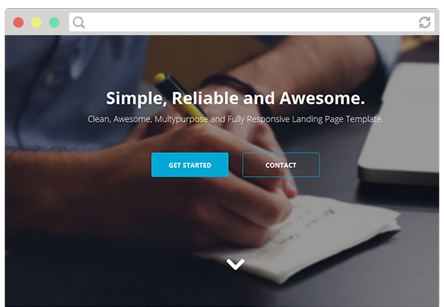 Simple, Reliable and Awesome.
Clean, Awesome, Multypurpose and Fully Responsive Landing Page Template.
GET STARTED
CONTACT